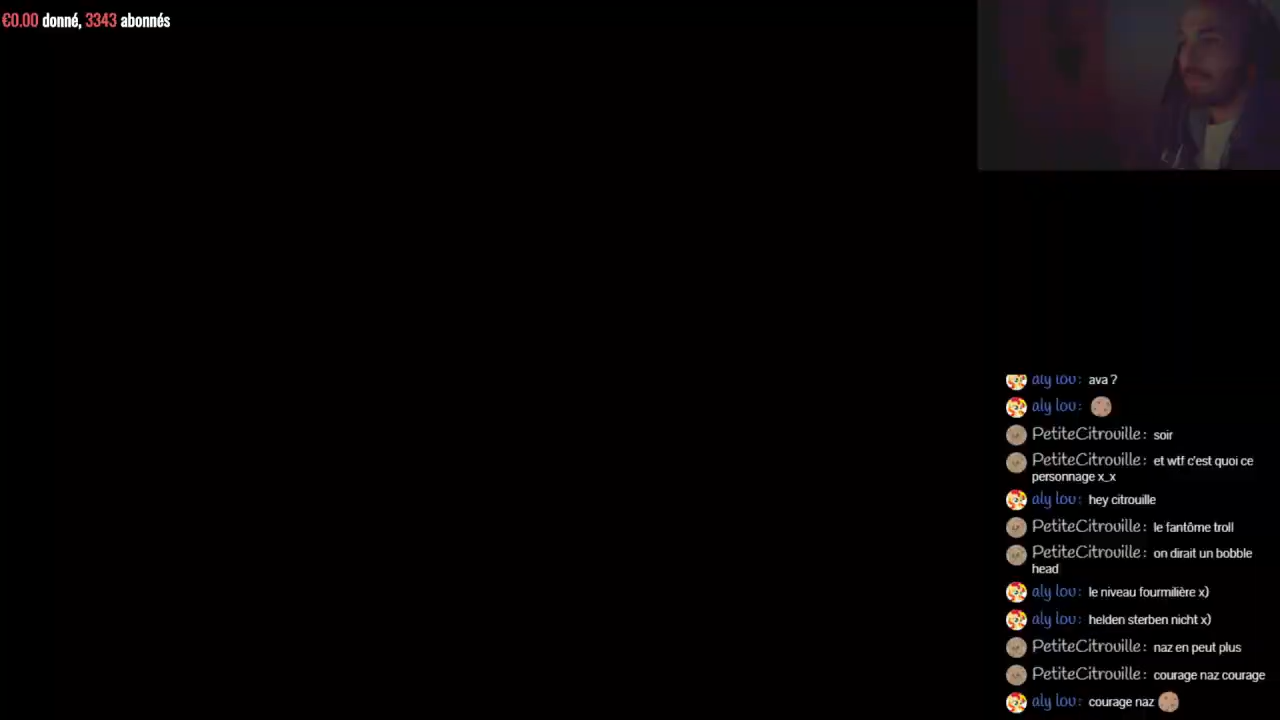 €0.00 donné, 3343 abonnés
aly lou: ava ?
aly lou:
PetiteCitrouille: soir
PetiteCitrouille: et wtf c'est quoi ce
personnage x_x
aly lou: hey citrouille
PetiteCitrouille: le fantôme troll
PetiteCitrouille: on dirait un bobble
head
aly lou: le niveau fourmilière x)
aly lou: helden sterben nicht x)
PetiteCitrouille: naz en peut plus
PetiteCitrouille: courage naz courage
aly lou: courage naz